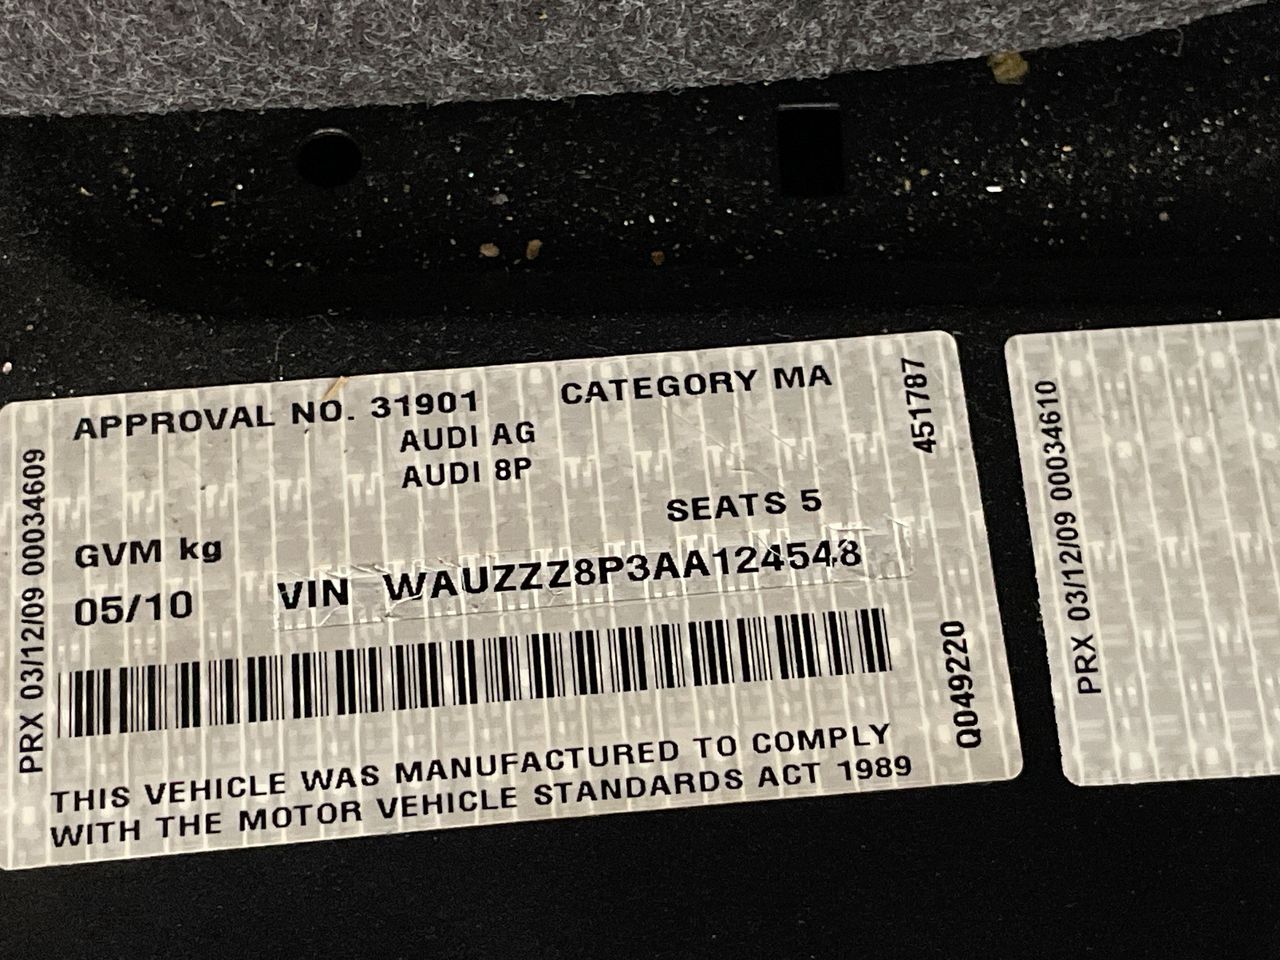 APPROVAL NO. 31901 CATEGORY MA
AUDI AG
AUDI 8P
SEATS 5
GVM kg
05/10 VIN WAUZZZ8P3AA124548
THIS VEHICLE WAS MANUFACTURED TO COMPLY
WITH THE MOTOR VEHICLE STANDARDS ACT 1989
PRX 03/12/09 00034609
451787
Q049220
PRX 03/12/09 00034610